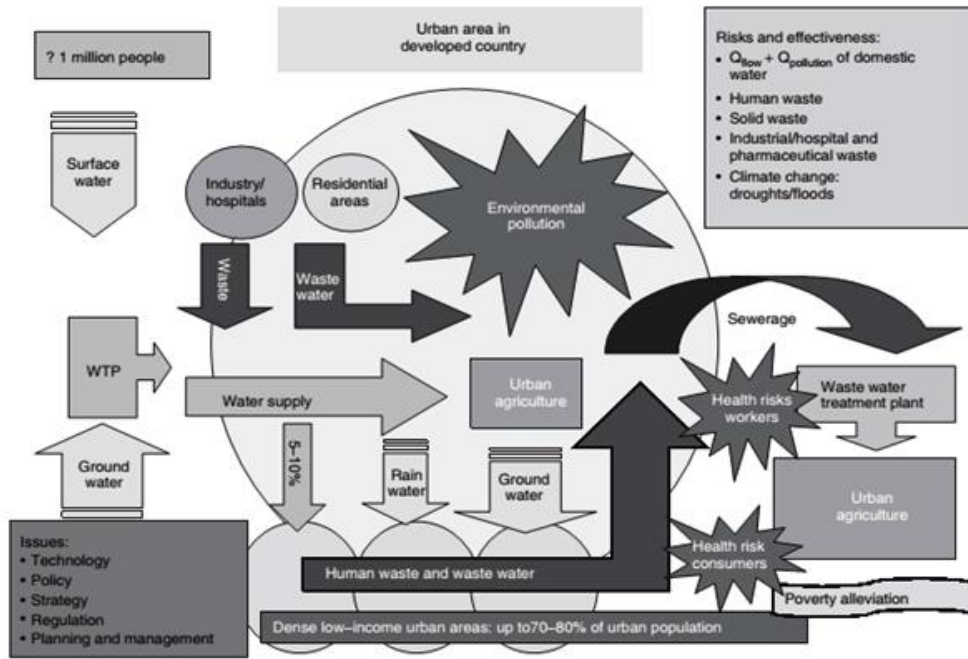 ? 1 million people
Urban area in
developed country
Risks and effectiveness:
• Qflow + Qpollution of domestic
water
• Human waste
• Solid waste
• Industrial/hospital and
pharmaceutical waste
• Climate change:
droughts/floods
Surface
water
Industry/
hospitals
Residential
areas
Environmental
pollution
Waste
Waste
water
Sewerage
WTP
Water supply
Urban
agriculture
Health risks
workers
Waste water
treatment plant
5–10%
Rain
water
Ground
water
Ground
water
Urban
agriculture
Issues:
• Technology
• Policy
• Strategy
• Regulation
• Planning and management
Human waste and waste water
Health risk
consumers
Poverty alleviation
Dense low–income urban areas: up to70–80% of urban population